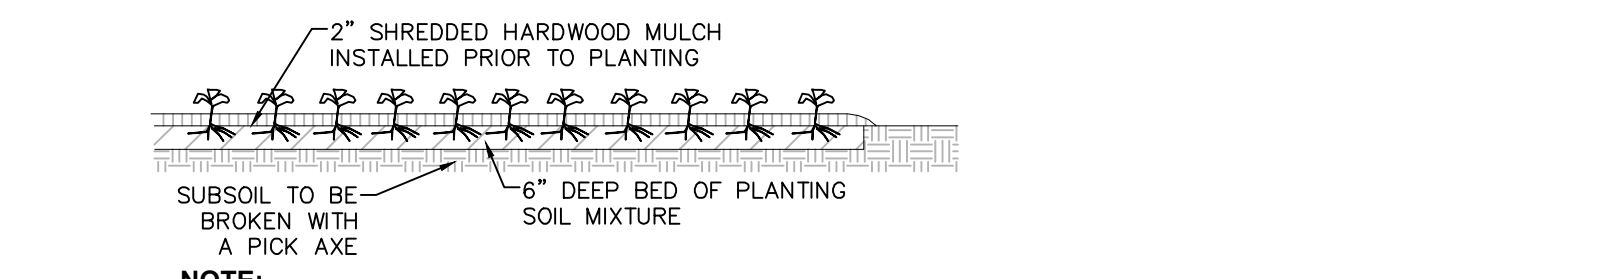 2” SHREDDED HARDWOOD MULCH
INSTALLED PRIOR TO PLANTING
SUBSOIL TO BE
BROKEN WITH
A PICK AXE
6” DEEP BED OF PLANTING
SOIL MIXTURE
NOTE: